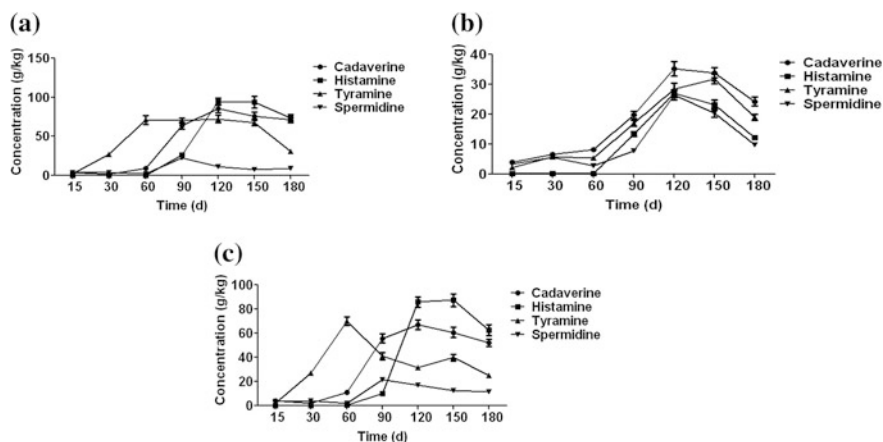 (a)
Concentration (g/kg)
150
100
50
0
15 30 60 90 120 150 180
Time (d)
Cadaverine
Histamine
Tyramine
Spermidine
(b)
Concentration (g/kg)
40
30
20
10
0
15 30 60 90 120 150 180
Time (d)
Cadaverine
Histamine
Tyramine
Spermidine
(c)
Concentration (g/kg)
100
80
60
40
20
0
15 30 60 90 120 150 180
Time (d)
Cadaverine
Histamine
Tyramine
Spermidine